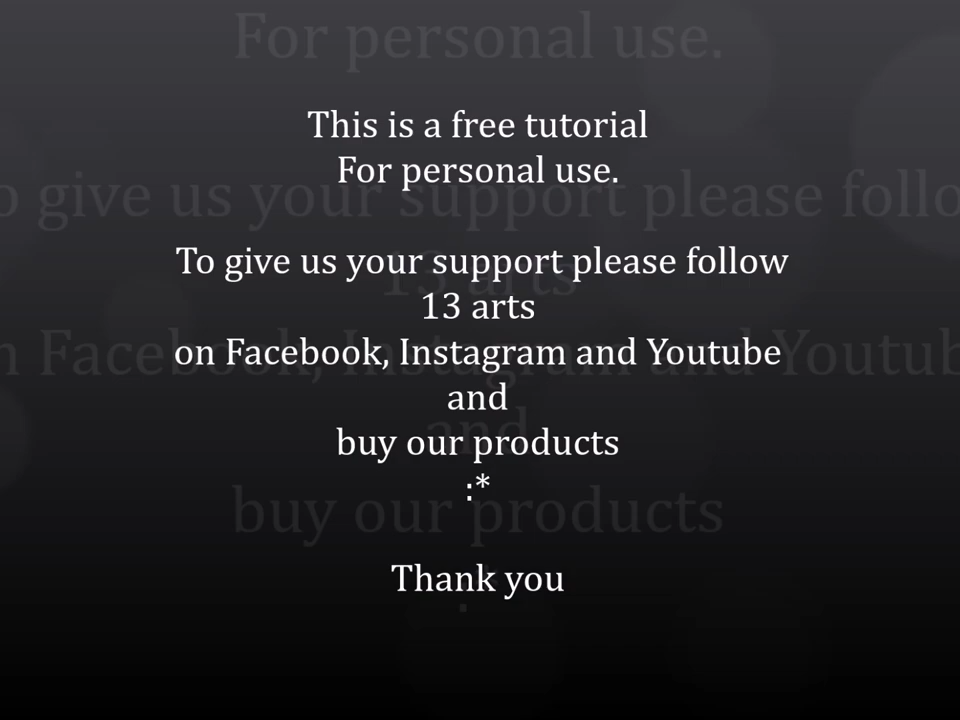 This is a free tutorial
For personal use.
To give us your support please follow
13 arts
on Facebook, Instagram and Youtube
and
buy our products
:*
Thank you